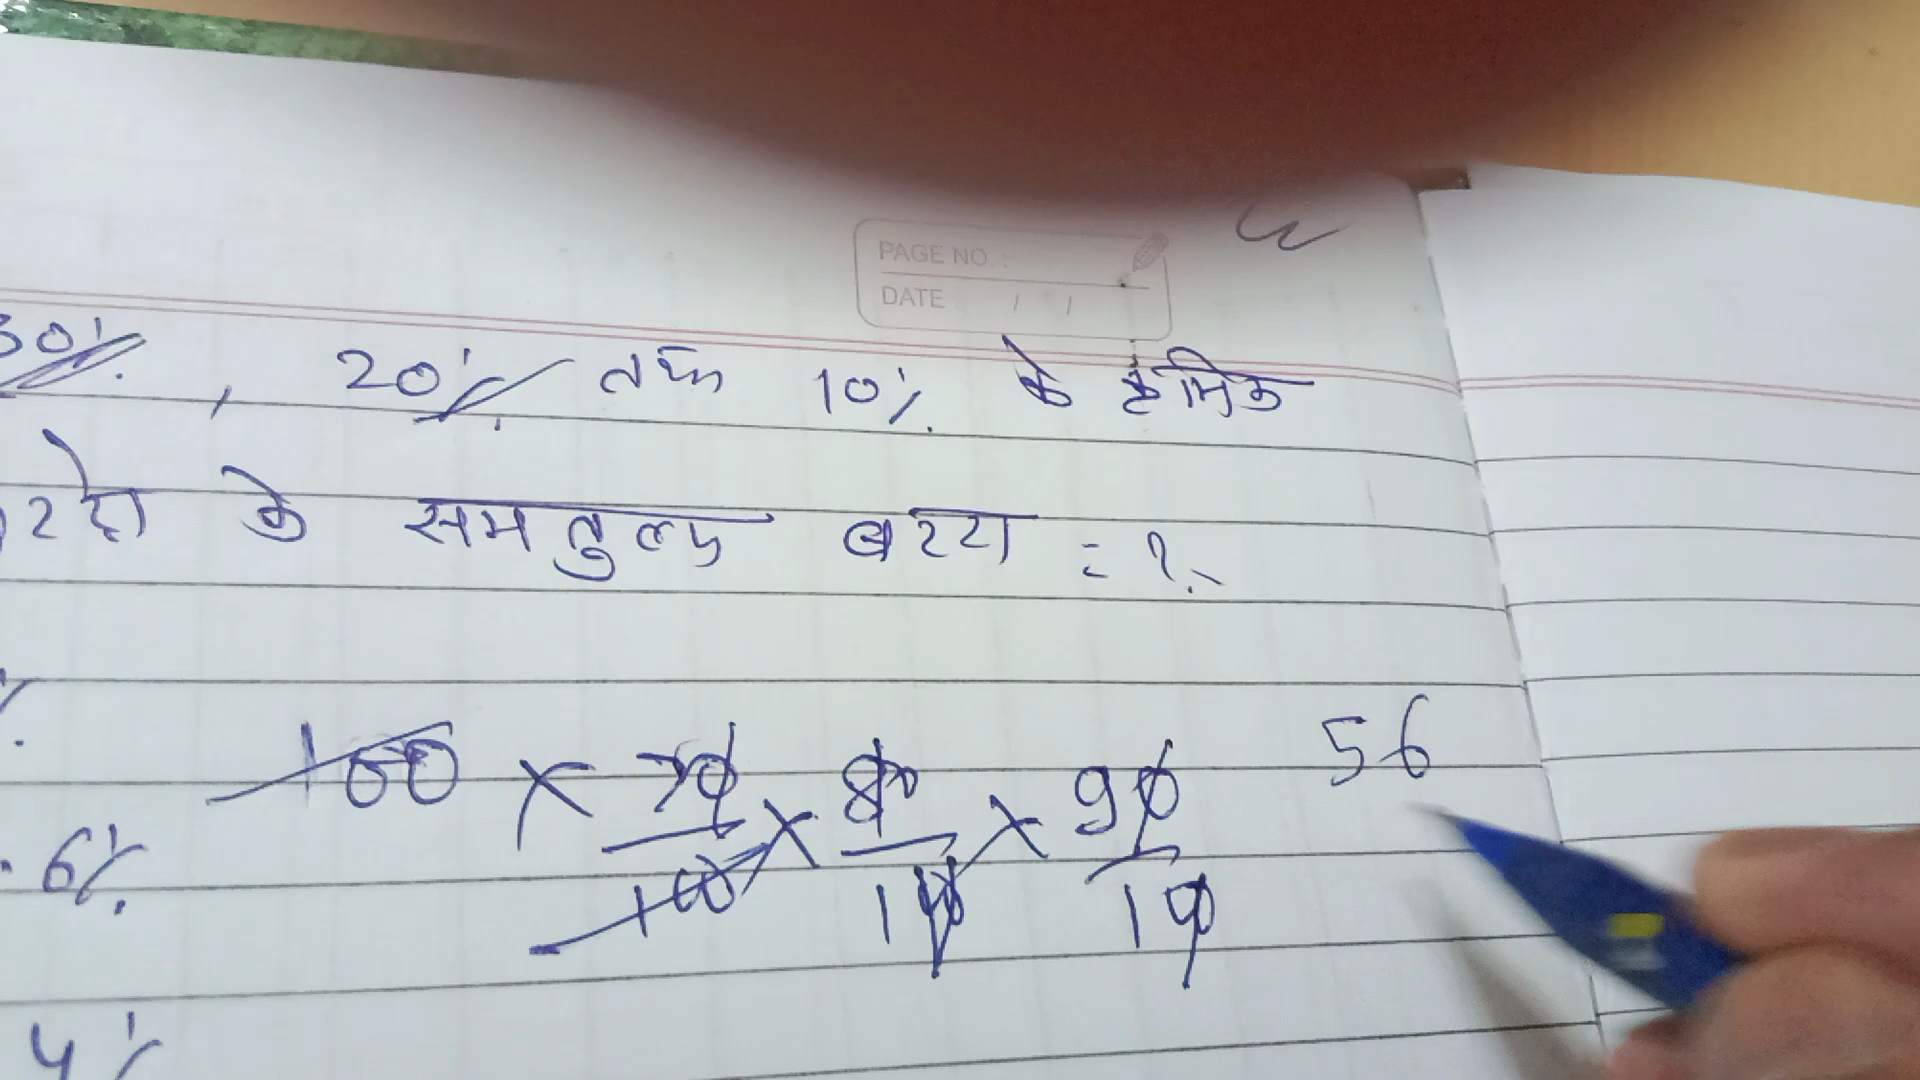 PAGE NO. :
DATE / /
30%, 20% तथा 10% के क्रमिक
के समतुल्य बट्टा = ?
56
100 × 70/100 × 80/100 × 90/100
6%.
4%